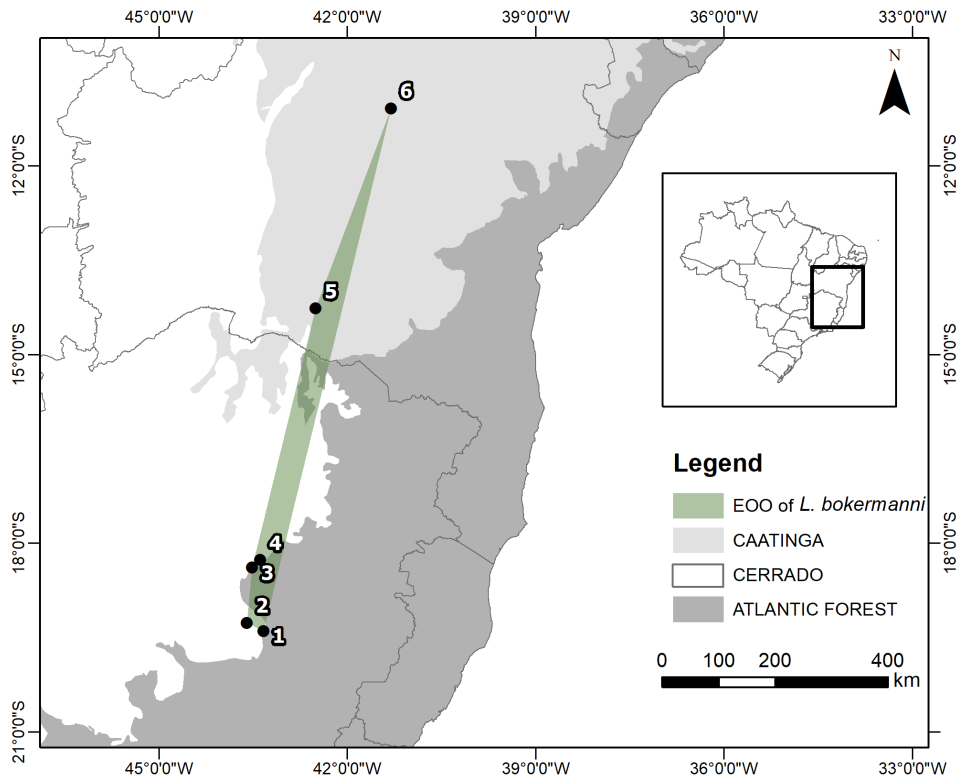 45°0'0"W 42°0'0"W 39°0'0"W 36°0'0"W 33°0'0"W
N
6
12°0'0"S 12°0'0"S
5
15°0'0"S 15°0'0"S
Legend
EOO of L. bokermanni
4
18°0'0"S 18°0'0"S
CAATINGA
3
CERRADO
2
ATLANTIC FOREST
1
0 100 200 400
km
21°0'0"S 21°0'0"S
45°0'0"W 42°0'0"W 39°0'0"W 36°0'0"W 33°0'0"W